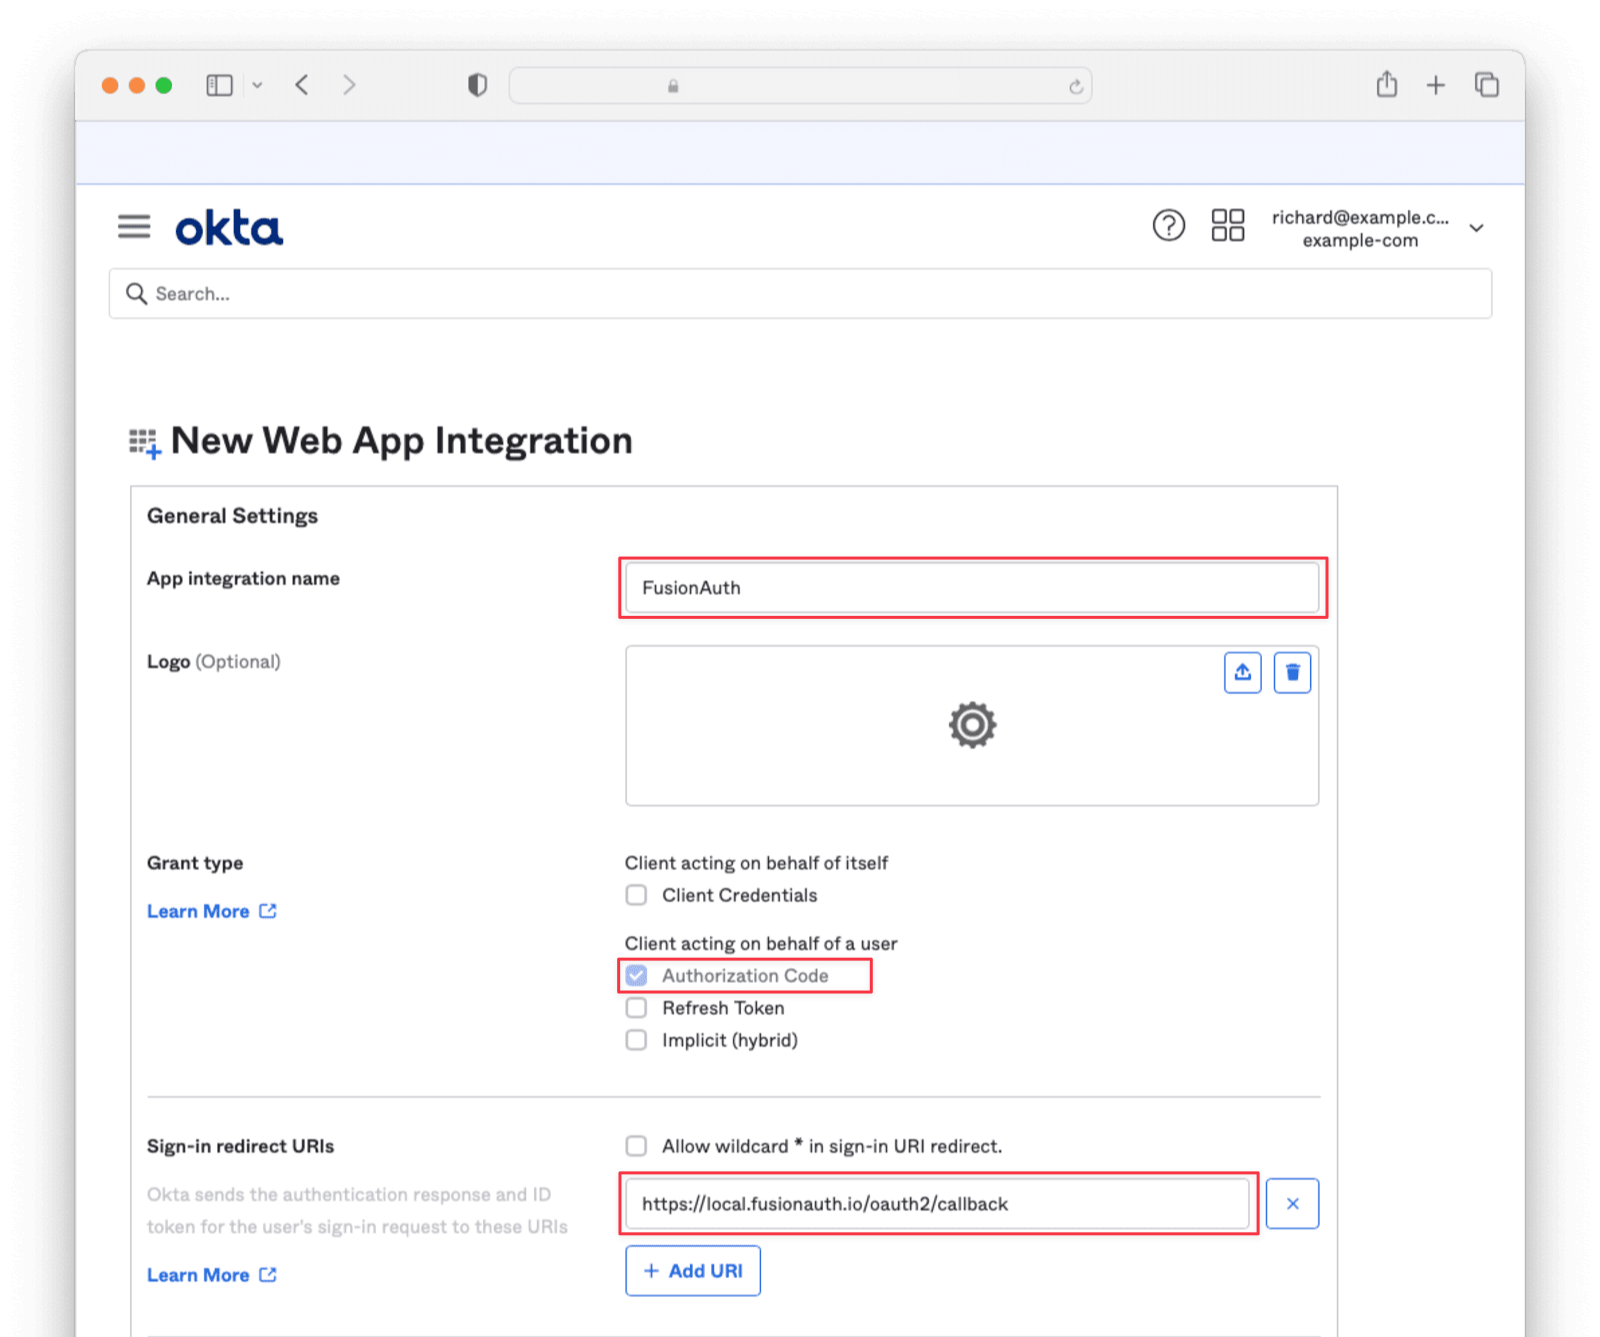 okta
richard@example.c...
example-com
Search...
New Web App Integration
General Settings
App integration name
FusionAuth
Logo (Optional)
Grant type
Learn More
Client acting on behalf of itself
Client Credentials
Client acting on behalf of a user
Authorization Code
Refresh Token
Implicit (hybrid)
Sign-in redirect URIs
Okta sends the authentication response and ID
token for the user's sign-in request to these URIs
Learn More
Allow wildcard * in sign-in URI redirect.
https://local.fusionauth.io/oauth2/callback
+ Add URI